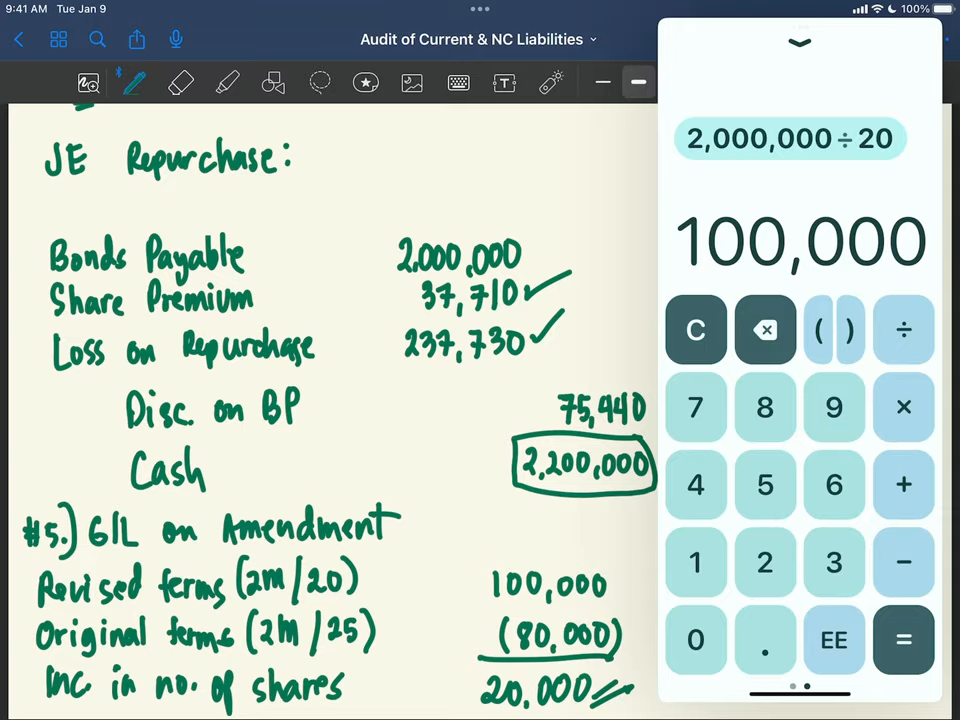 9:41 AM Tue Jan 9
100%
Audit of Current & NC Liabilities
JE Repurchase:
Bonds Payable 2,000,000
Share Premium 37,710
Loss on Repurchase 237,730
Disc. on BP 75,440
Cash 2,200,000
#5.) G/L on Amendment
Revised terms (2M/20) 100,000
Original terms (2M/25) (80,000)
Inc. in no. of shares 20,000
2,000,000 ÷ 20
100,000
C ( ) ÷
7 8 9 ×
4 5 6 +
1 2 3 −
0 . EE =